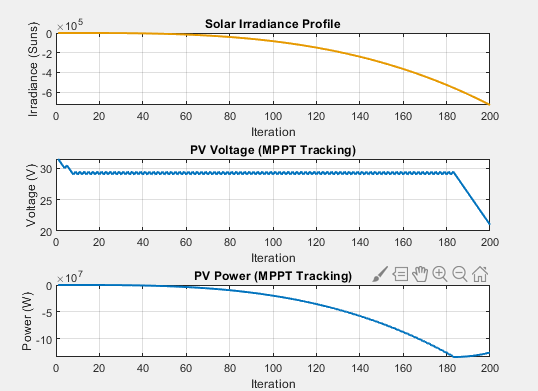 Solar Irradiance Profile
×10^5
Irradiance (Suns)
0
-2
-4
-6
0 20 40 60 80 100 120 140 160 180 200
Iteration
PV Voltage (MPPT Tracking)
Voltage (V)
30
25
20
0 20 40 60 80 100 120 140 160 180 200
Iteration
PV Power (MPPT Tracking)
×10^7
Power (W)
0
-5
-10
0 20 40 60 80 100 120 140 160 180 200
Iteration